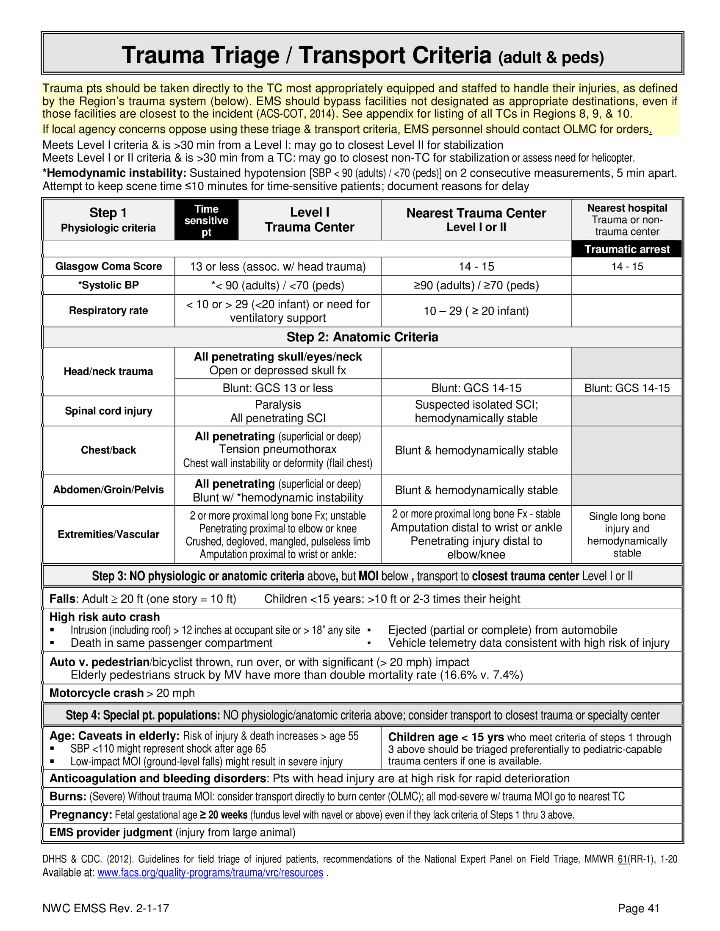 Trauma Triage / Transport Criteria (adult & peds)
Trauma pts should be taken directly to the TC most appropriately equipped and staffed to handle their injuries, as defined
by the Region's trauma system (below). EMS should bypass facilities not designated as appropriate destinations, even if
those facilities are closest to the incident (ACS-COT, 2014). See appendix for listing of all TCs in Regions 8, 9, & 10.
If local agency concerns oppose using these triage & transport criteria, EMS personnel should contact OLMC for orders.
Meets Level I criteria & is >30 min from a Level I: may go to closest Level II for stabilization
Meets Level I or II criteria & is >30 min from a TC: may go to closest non-TC for stabilization or assess need for helicopter.
*Hemodynamic instability: Sustained hypotension [SBP < 90 (adults) / <70 (peds)] on 2 consecutive measurements, 5 min apart.
Attempt to keep scene time ≤10 minutes for time-sensitive patients; document reasons for delay
Step 1
Physiologic criteria
Time
sensitive
pt
Level I
Trauma Center
Nearest Trauma Center
Level I or II
Nearest hospital
Trauma or non-
trauma center
Traumatic arrest
Glasgow Coma Score
13 or less (assoc. w/ head trauma)
14 - 15
14 - 15
*Systolic BP
*< 90 (adults) / <70 (peds)
≥90 (adults) / ≥70 (peds)
Respiratory rate
< 10 or > 29 (<20 infant) or need for
ventilatory support
10 – 29 ( ≥ 20 infant)
Step 2: Anatomic Criteria
Head/neck trauma
All penetrating skull/eyes/neck
Open or depressed skull fx
Blunt: GCS 13 or less
Blunt: GCS 14-15
Blunt: GCS 14-15
Spinal cord injury
Paralysis
All penetrating SCI
Suspected isolated SCI;
hemodynamically stable
Chest/back
All penetrating (superficial or deep)
Tension pneumothorax
Chest wall instability or deformity (flail chest)
Blunt & hemodynamically stable
Abdomen/Groin/Pelvis
All penetrating (superficial or deep)
Blunt w/ *hemodynamic instability
Blunt & hemodynamically stable
Extremities/Vascular
2 or more proximal long bone Fx; unstable
Penetrating proximal to elbow or knee
Crushed, degloved, mangled, pulseless limb
Amputation proximal to wrist or ankle:
2 or more proximal long bone Fx - stable
Amputation distal to wrist or ankle
Penetrating injury distal to
elbow/knee
Single long bone
injury and
hemodynamically
stable
Step 3: NO physiologic or anatomic criteria above, but MOI below , transport to closest trauma center Level I or II
Falls: Adult ≥ 20 ft (one story = 10 ft) Children <15 years: >10 ft or 2-3 times their height
High risk auto crash
▪ Intrusion (including roof) > 12 inches at occupant site or > 18" any site ▪ Ejected (partial or complete) from automobile
▪ Death in same passenger compartment ▪ Vehicle telemetry data consistent with high risk of injury
Auto v. pedestrian/bicyclist thrown, run over, or with significant (> 20 mph) impact
Elderly pedestrians struck by MV have more than double mortality rate (16.6% v. 7.4%)
Motorcycle crash > 20 mph
Step 4: Special pt. populations: NO physiologic/anatomic criteria above; consider transport to closest trauma or specialty center
Age: Caveats in elderly: Risk of injury & death increases > age 55
▪ SBP <110 might represent shock after age 65
▪ Low-impact MOI (ground-level falls) might result in severe injury
Children age < 15 yrs who meet criteria of steps 1 through
3 above should be triaged preferentially to pediatric-capable
trauma centers if one is available.
Anticoagulation and bleeding disorders: Pts with head injury are at high risk for rapid deterioration
Burns: (Severe) Without trauma MOI: consider transport directly to burn center (OLMC); all mod-severe w/ trauma MOI go to nearest TC
Pregnancy: Fetal gestational age ≥ 20 weeks (fundus level with navel or above) even if they lack criteria of Steps 1 thru 3 above.
EMS provider judgment (injury from large animal)
DHHS & CDC. (2012). Guidelines for field triage of injured patients, recommendations of the National Expert Panel on Field Triage, MMWR 61(RR-1), 1-20
Available at: www.facs.org/quality-programs/trauma/vrc/resources .
NWC EMSS Rev. 2-1-17 Page 41